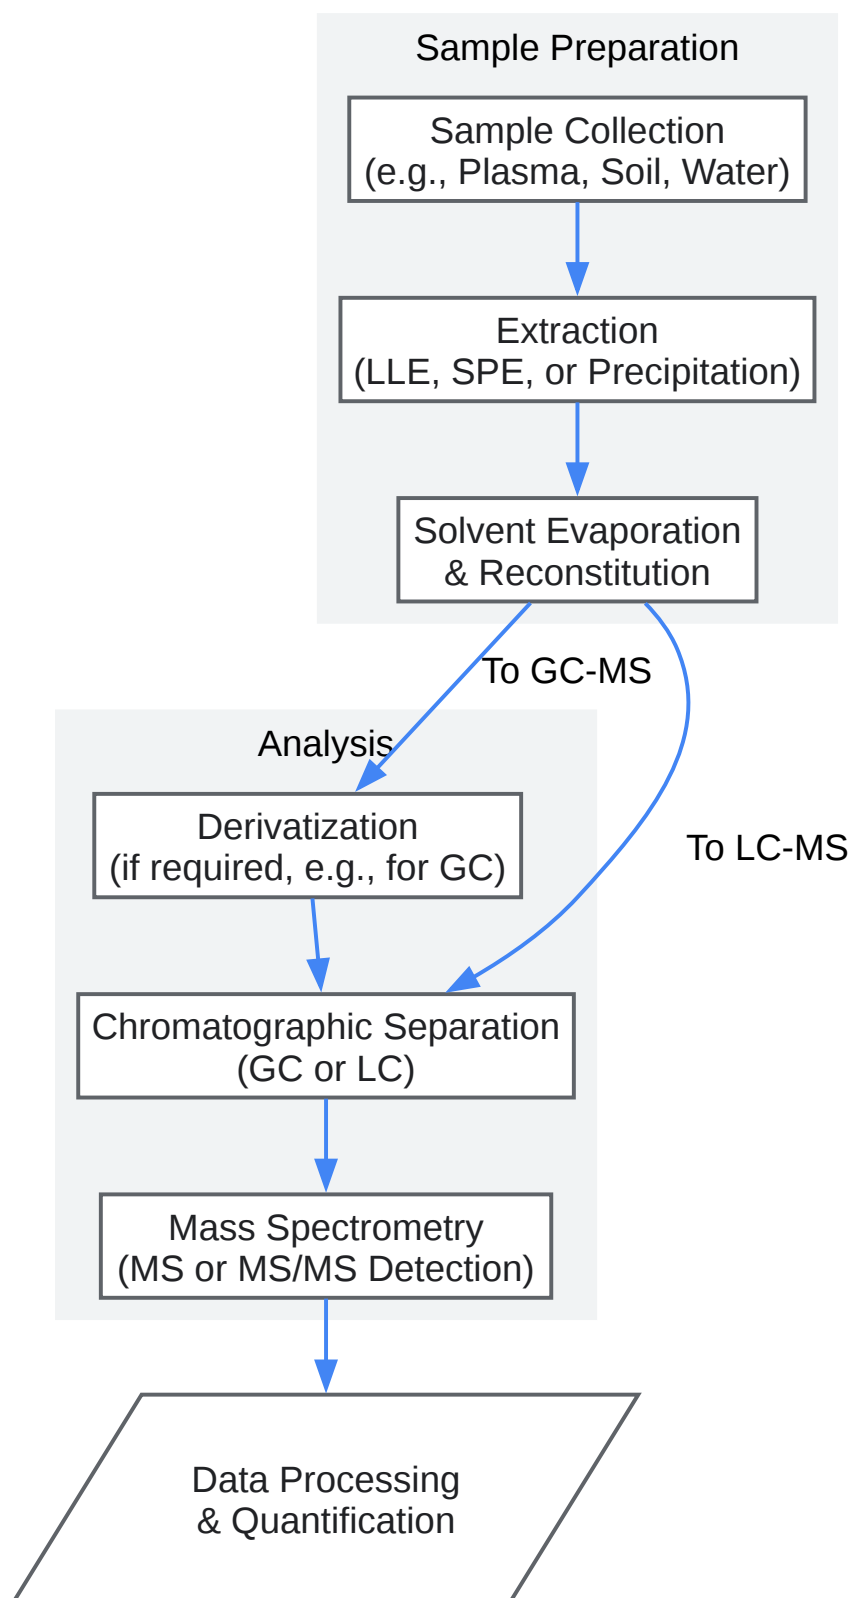 Sample Preparation
Sample Collection
(e.g., Plasma, Soil, Water)
Extraction
(LLE, SPE, or Precipitation)
Solvent Evaporation
& Reconstitution
To GC-MS
Analysis
Derivatization
(if required, e.g., for GC)
To LC-MS
Chromatographic Separation
(GC or LC)
Mass Spectrometry
(MS or MS/MS Detection)
Data Processing
& Quantification